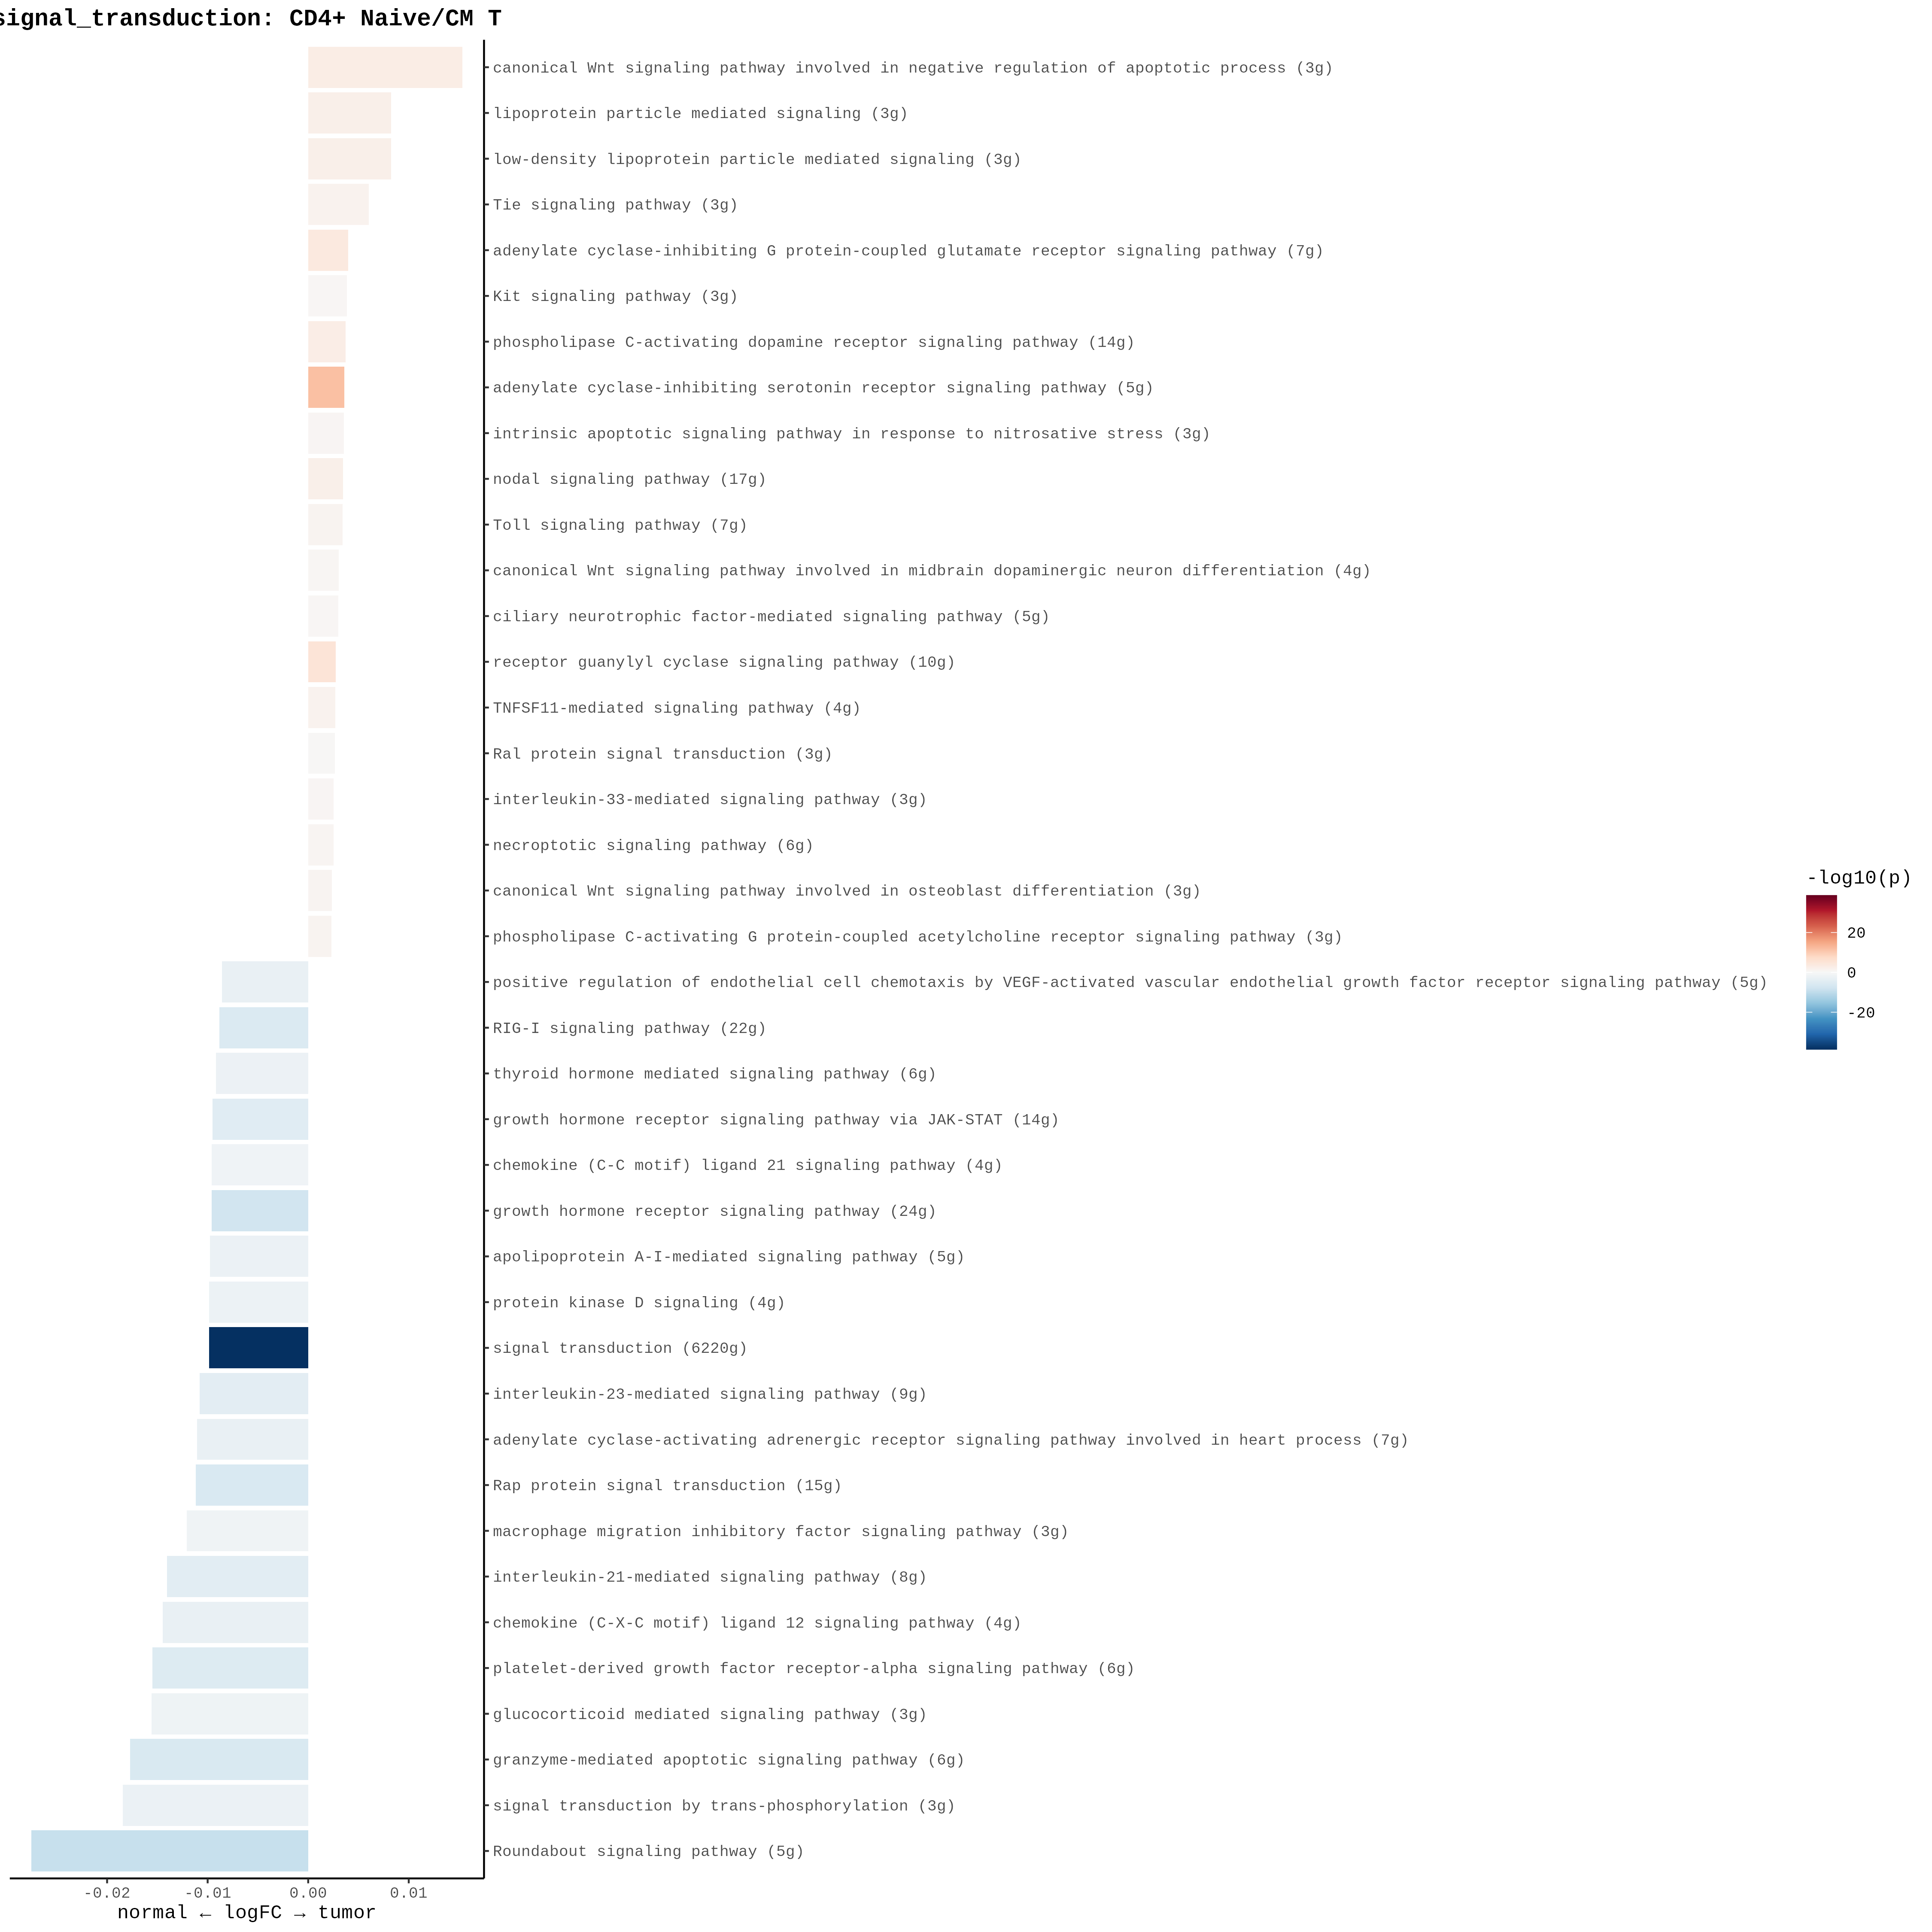 signal_transduction: CD4+ Naive/CM T
canonical Wnt signaling pathway involved in negative regulation of apoptotic process (3g)
lipoprotein particle mediated signaling (3g)
low-density lipoprotein particle mediated signaling (3g)
Tie signaling pathway (3g)
adenylate cyclase-inhibiting G protein-coupled glutamate receptor signaling pathway (7g)
Kit signaling pathway (3g)
phospholipase C-activating dopamine receptor signaling pathway (14g)
adenylate cyclase-inhibiting serotonin receptor signaling pathway (5g)
intrinsic apoptotic signaling pathway in response to nitrosative stress (3g)
nodal signaling pathway (17g)
Toll signaling pathway (7g)
canonical Wnt signaling pathway involved in midbrain dopaminergic neuron differentiation (4g)
ciliary neurotrophic factor-mediated signaling pathway (5g)
receptor guanylyl cyclase signaling pathway (10g)
TNFSF11-mediated signaling pathway (4g)
Ral protein signal transduction (3g)
interleukin-33-mediated signaling pathway (3g)
necroptotic signaling pathway (6g)
canonical Wnt signaling pathway involved in osteoblast differentiation (3g)
phospholipase C-activating G protein-coupled acetylcholine receptor signaling pathway (3g)
positive regulation of endothelial cell chemotaxis by VEGF-activated vascular endothelial growth factor receptor signaling pathway (5g)
RIG-I signaling pathway (22g)
thyroid hormone mediated signaling pathway (6g)
growth hormone receptor signaling pathway via JAK-STAT (14g)
chemokine (C-C motif) ligand 21 signaling pathway (4g)
growth hormone receptor signaling pathway (24g)
apolipoprotein A-I-mediated signaling pathway (5g)
protein kinase D signaling (4g)
signal transduction (6220g)
interleukin-23-mediated signaling pathway (9g)
adenylate cyclase-activating adrenergic receptor signaling pathway involved in heart process (7g)
Rap protein signal transduction (15g)
macrophage migration inhibitory factor signaling pathway (3g)
interleukin-21-mediated signaling pathway (8g)
chemokine (C-X-C motif) ligand 12 signaling pathway (4g)
platelet-derived growth factor receptor-alpha signaling pathway (6g)
glucocorticoid mediated signaling pathway (3g)
granzyme-mediated apoptotic signaling pathway (6g)
signal transduction by trans-phosphorylation (3g)
Roundabout signaling pathway (5g)
-0.02 -0.01 0.00 0.01
normal ← logFC → tumor
-log10(p)
20
0
-20